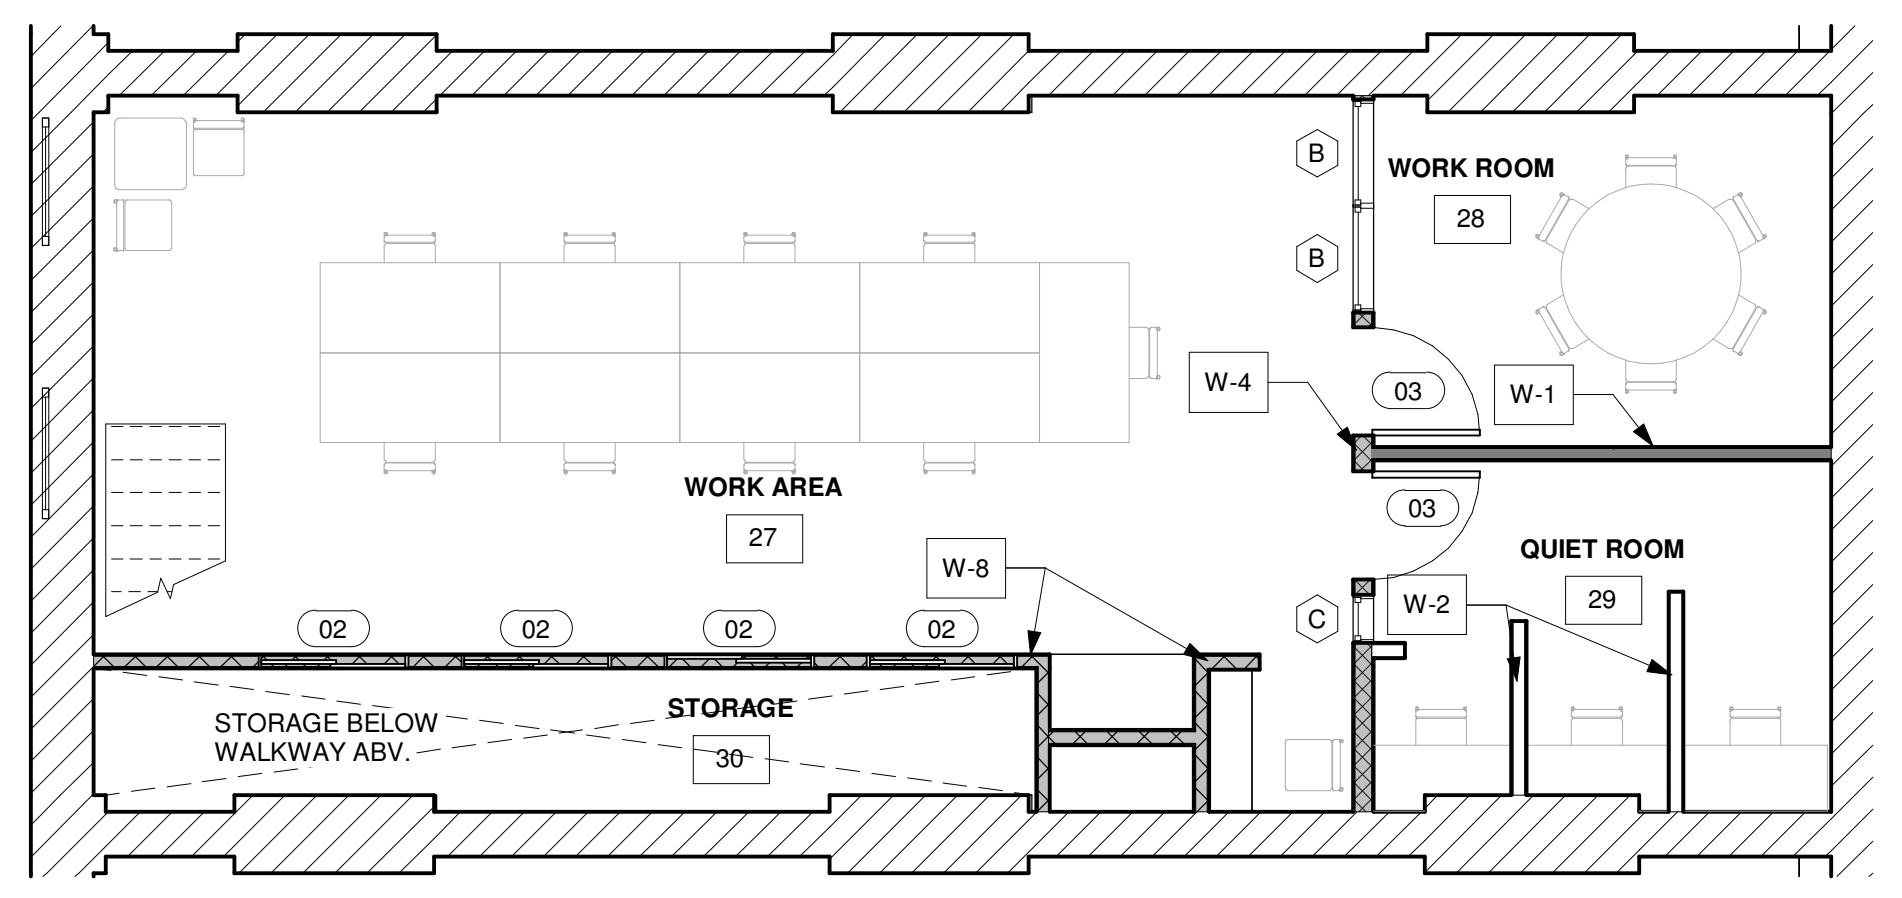 B
WORK ROOM
28
B
W-4
03
W-1
WORK AREA
27
03
QUIET ROOM
29
W-8
W-2
C
02
02
02
02
STORAGE
30
STORAGE BELOW
WALKWAY ABV.